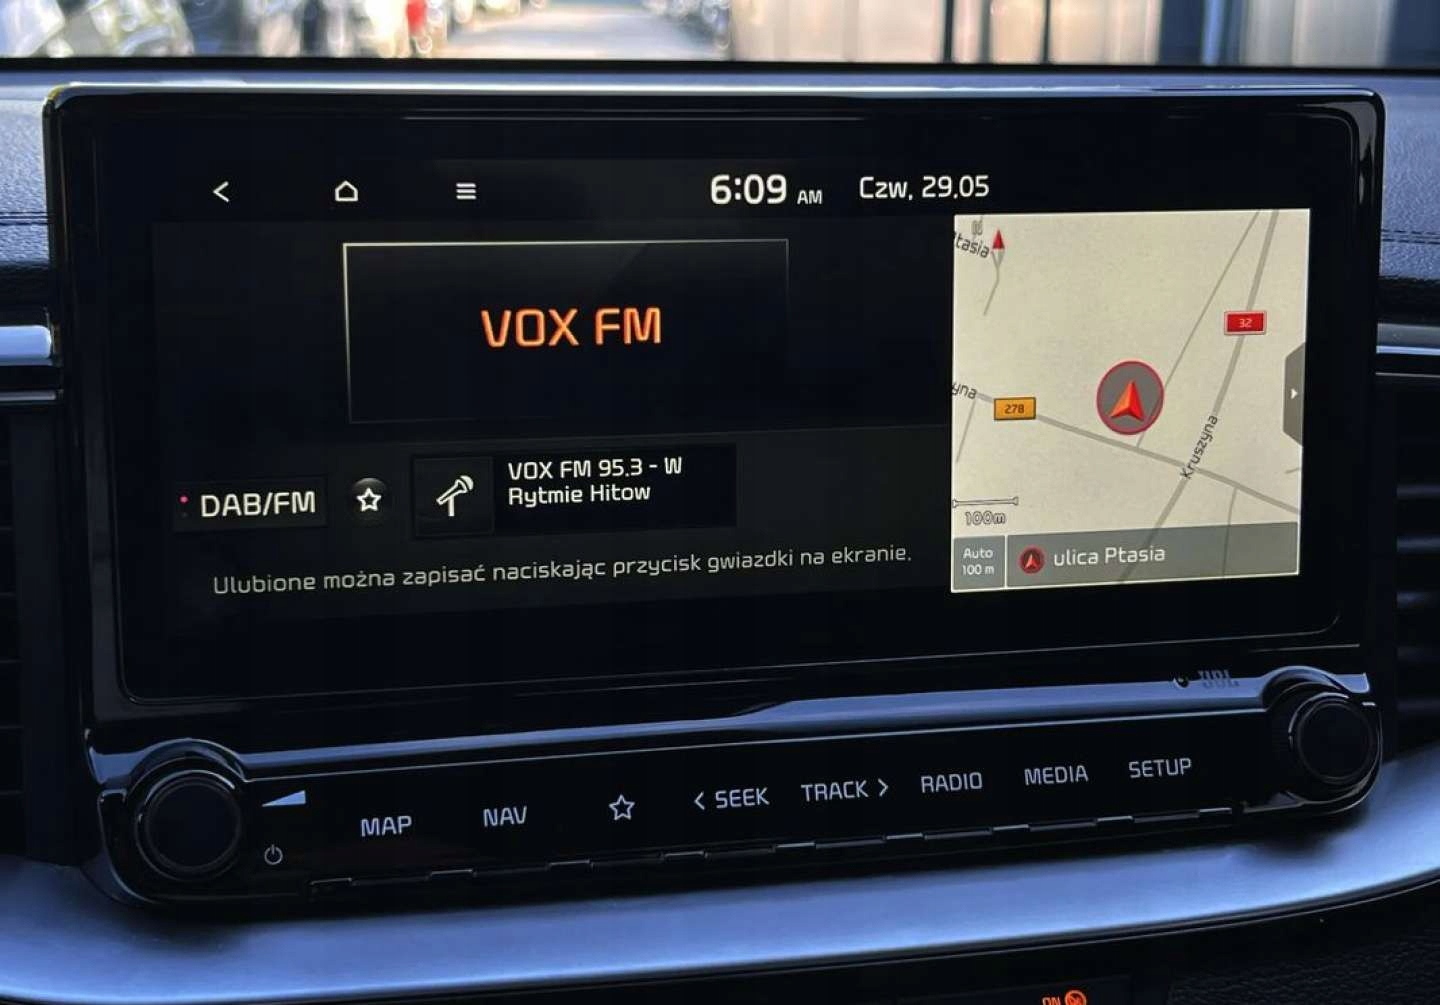 6:09 AM Czw, 29.05
VOX FM
DAB/FM
VOX FM 95.3 - W
Rytmie Hitow
Ulubione można zapisać naciskając przycisk gwiazdki na ekranie.
N
32
278
Kruszyna
100m
Auto
100 m
ulica Ptasia
JBL
MAP
NAV
< SEEK
TRACK >
RADIO
MEDIA
SETUP
ON